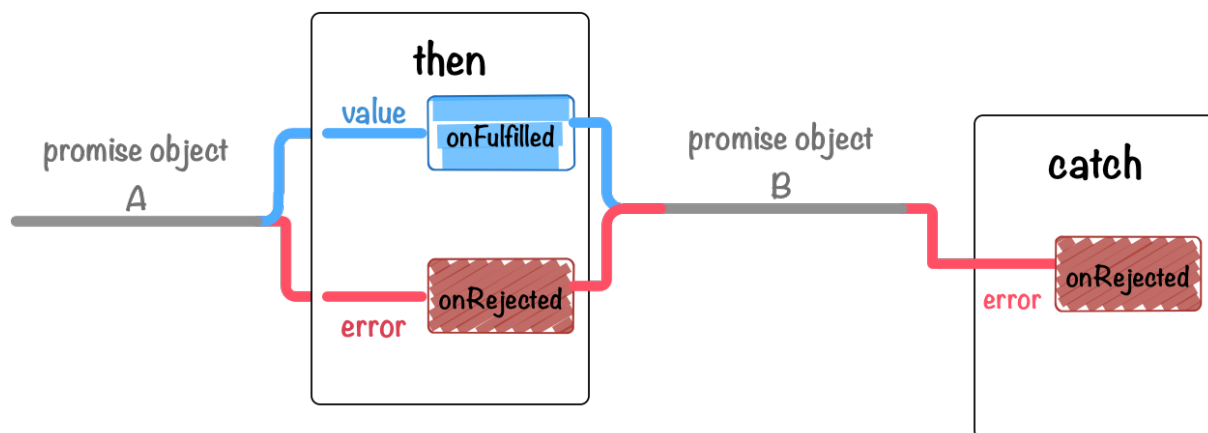 then
value
onFulfilled
promise object
A
onRejected
error
promise object
B
catch
onRejected
error